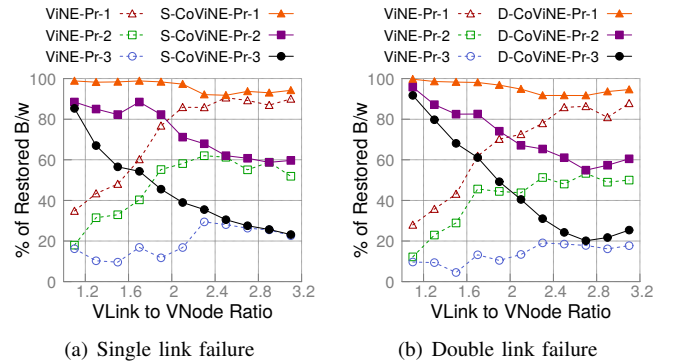 ViNE-Pr-1 S-CoViNE-Pr-1
ViNE-Pr-2 S-CoViNE-Pr-2
ViNE-Pr-3 S-CoViNE-Pr-3
% of Restored B/w
100
80
60
40
20
0
1.2 1.6 2 2.4 2.8 3.2
VLink to VNode Ratio
(a) Single link failure
ViNE-Pr-1 D-CoViNE-Pr-1
ViNE-Pr-2 D-CoViNE-Pr-2
ViNE-Pr-3 D-CoViNE-Pr-3
% of Restored B/w
100
80
60
40
20
0
1.2 1.6 2 2.4 2.8 3.2
VLink to VNode Ratio
(b) Double link failure